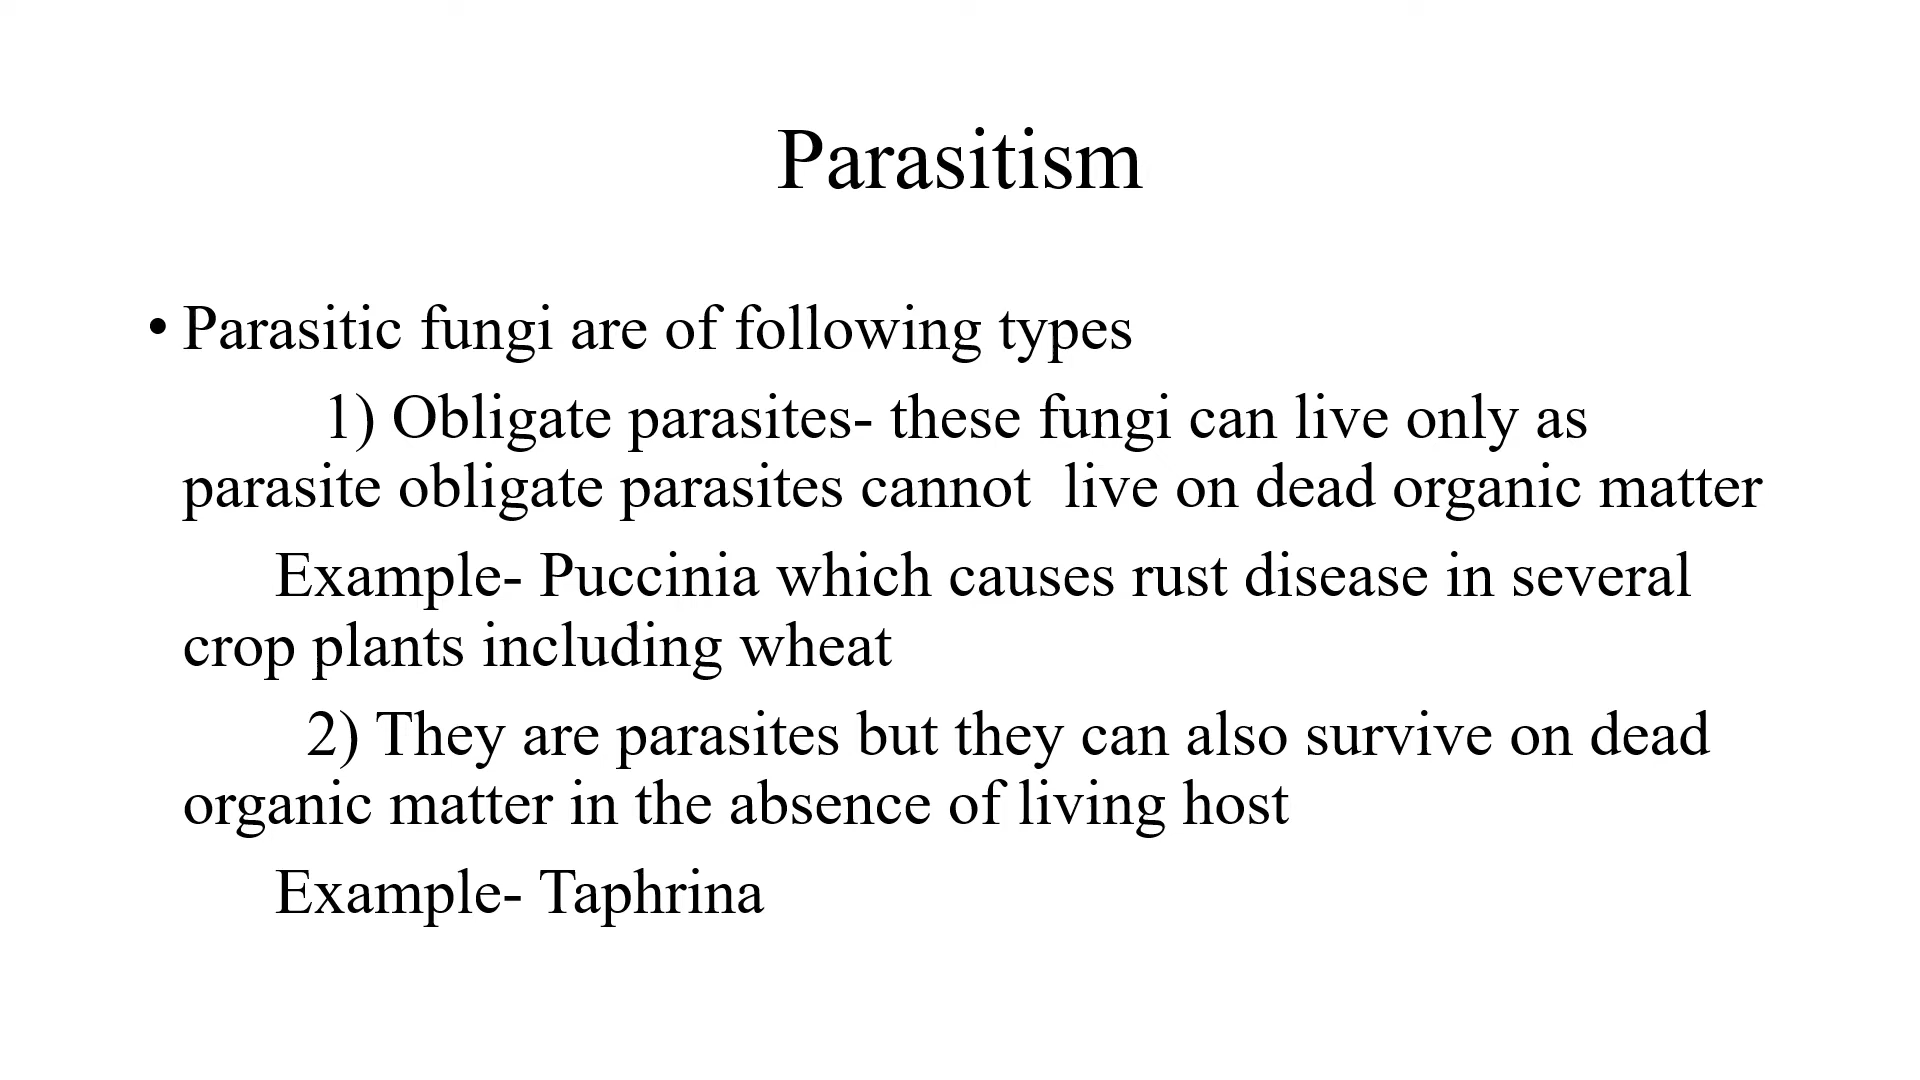 Parasitism
• Parasitic fungi are of following types
1) Obligate parasites- these fungi can live only as
parasite obligate parasites cannot  live on dead organic matter
Example- Puccinia which causes rust disease in several
crop plants including wheat
2) They are parasites but they can also survive on dead
organic matter in the absence of living host
Example- Taphrina